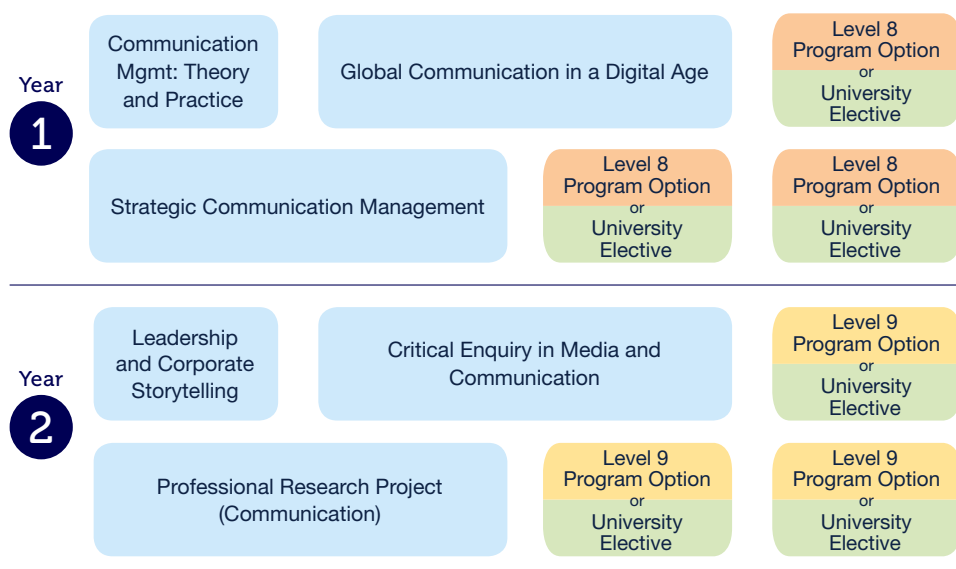 Year
1
Communication
Mgmt: Theory
and Practice
Global Communication in a Digital Age
Level 8
Program Option
or
University
Elective
Strategic Communication Management
Level 8
Program Option
or
University
Elective
Level 8
Program Option
or
University
Elective
Year
2
Leadership
and Corporate
Storytelling
Critical Enquiry in Media and
Communication
Level 9
Program Option
or
University
Elective
Professional Research Project
(Communication)
Level 9
Program Option
or
University
Elective
Level 9
Program Option
or
University
Elective